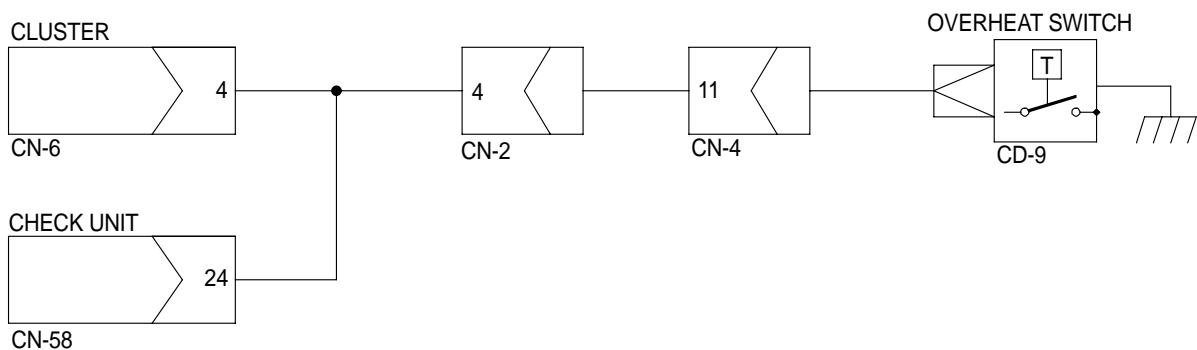 CLUSTER
4
CN-6
4
CN-2
11
CN-4
OVERHEAT SWITCH
T
CD-9
CHECK UNIT
24
CN-58